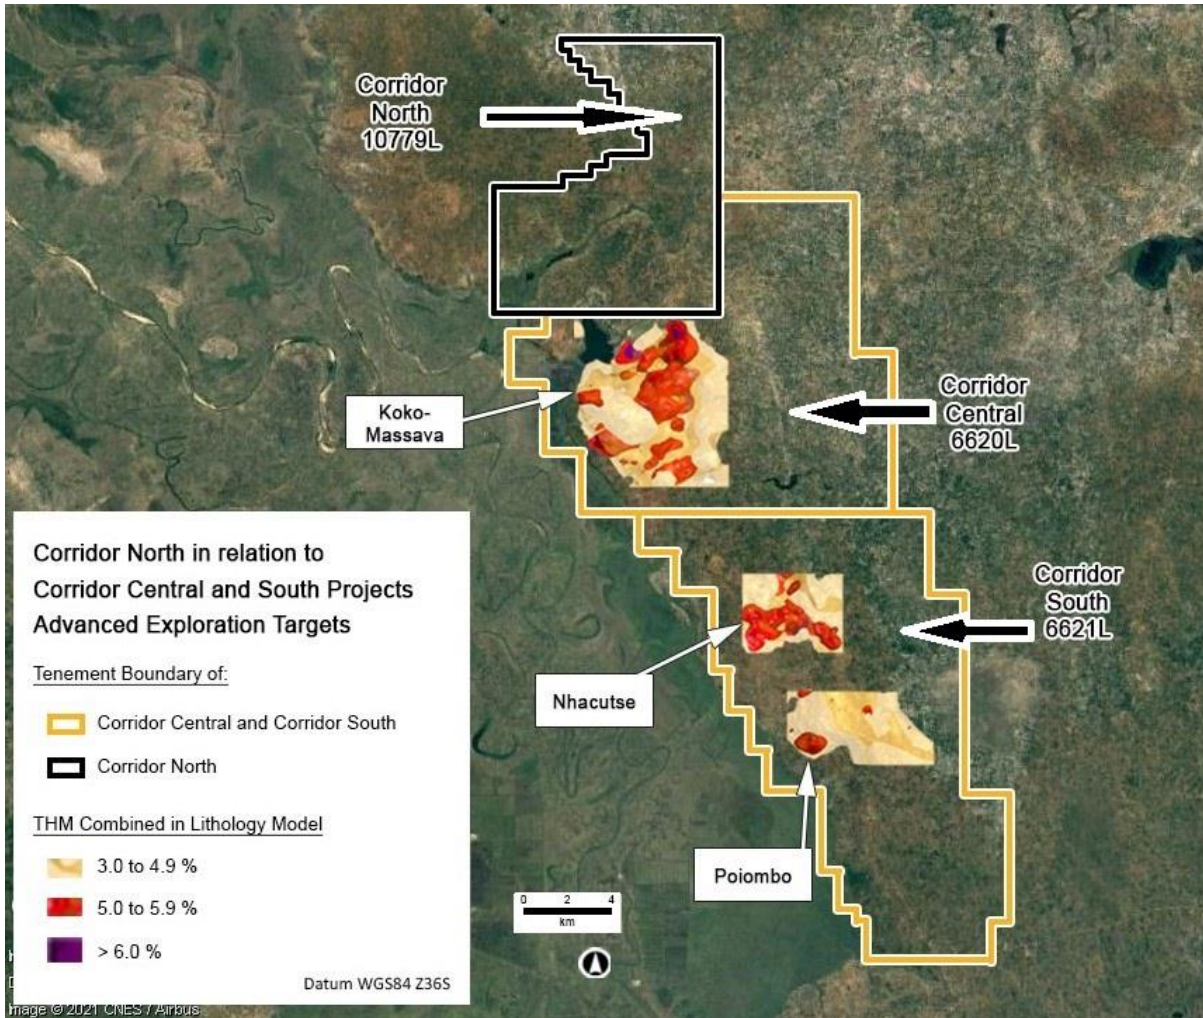 Corridor
North
10779L
Koko-
Massava
Corridor
Central
6620L
Corridor
South
6621L
Nhacutse
Poiombo
Corridor North in relation to
Corridor Central and South Projects
Advanced Exploration Targets
Tenement Boundary of:
Corridor Central and Corridor South
Corridor North
THM Combined in Lithology Model
3.0 to 4.9 %
5.0 to 5.9 %
> 6.0 %
Datum WGS84 Z36S
0 2 4
km
Image © 2021 CNES / Airbus